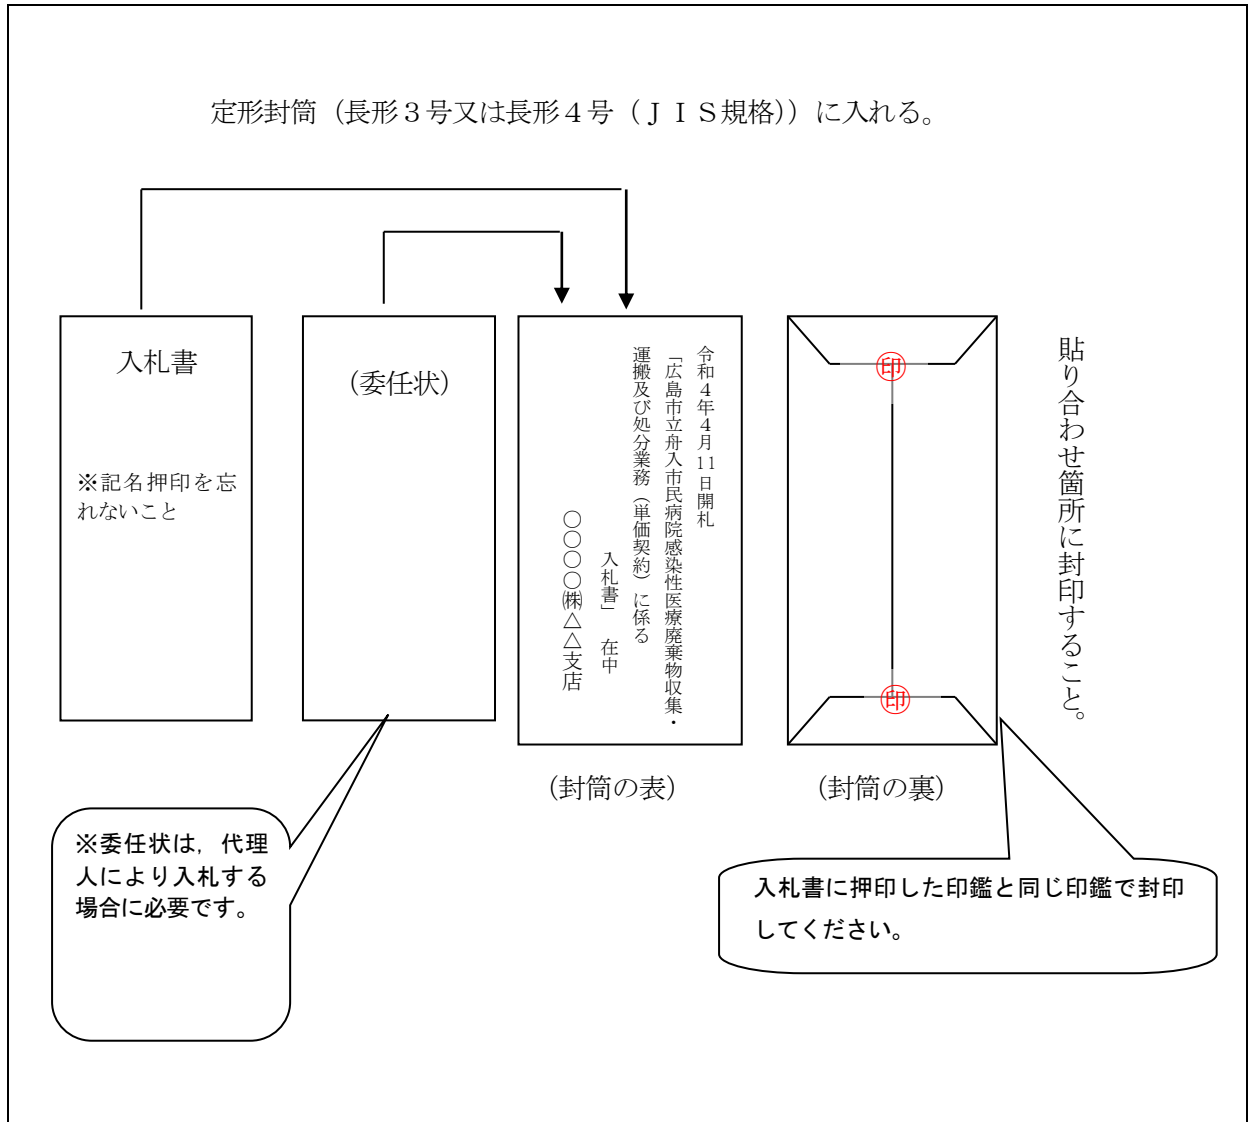 定形封筒（長形３号又は長形４号（ＪＩＳ規格））に入れる。
入札書
※記名押印を忘
れないこと
（委任状）
令和４年４月11日開札
「広島市立舟入市民病院感染性医療廃棄物収集・
運搬及び処分業務（単価契約）に係る
入札書」　在中
〇〇〇〇㈱△△支店
印
印
貼り合わせ箇所に封印すること。
（封筒の表）
（封筒の裏）
※委任状は，代理
人により入札する
場合に必要です。
入札書に押印した印鑑と同じ印鑑で封印
してください。